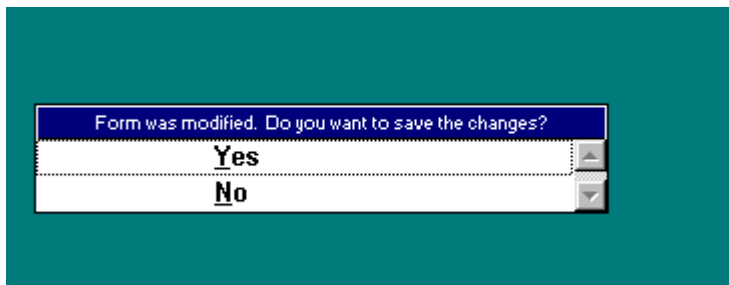 Form was modified. Do you want to save the changes?
Yes
No